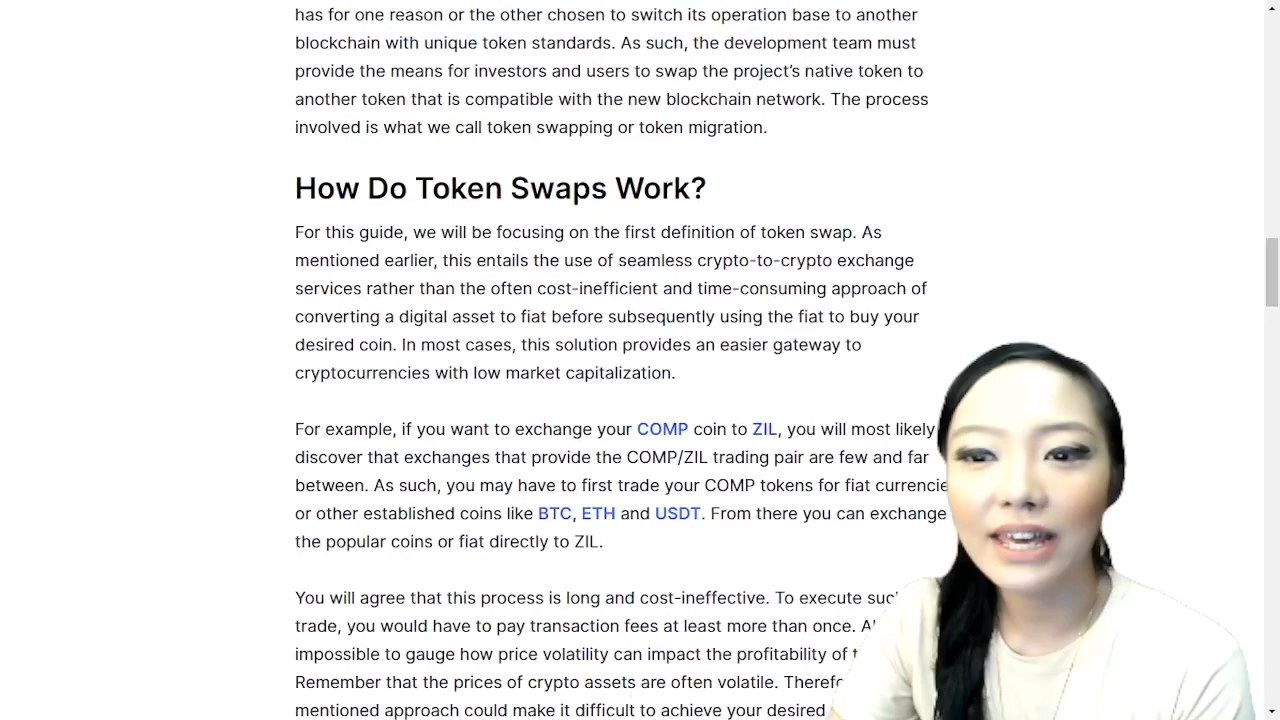 has for one reason or the other chosen to switch its operation base to another
blockchain with unique token standards. As such, the development team must
provide the means for investors and users to swap the project’s native token to
another token that is compatible with the new blockchain network. The process
involved is what we call token swapping or token migration.
How Do Token Swaps Work?
For this guide, we will be focusing on the first definition of token swap. As
mentioned earlier, this entails the use of seamless crypto-to-crypto exchange
services rather than the often cost-inefficient and time-consuming approach of
converting a digital asset to fiat before subsequently using the fiat to buy your
desired coin. In most cases, this solution provides an easier gateway to
cryptocurrencies with low market capitalization.
For example, if you want to exchange your COMP coin to ZIL, you will most likely
discover that exchanges that provide the COMP/ZIL trading pair are few and far
between. As such, you may have to first trade your COMP tokens for fiat currencie
or other established coins like BTC, ETH and USDT. From there you can exchange
the popular coins or fiat directly to ZIL.
You will agree that this process is long and cost-ineffective. To execute
trade, you would have to pay transaction fees at least more than once.
impossible to gauge how price volatility can impact the profitability of
Remember that the prices of crypto assets are often volatile.
mentioned approach could make it difficult to achieve your desired